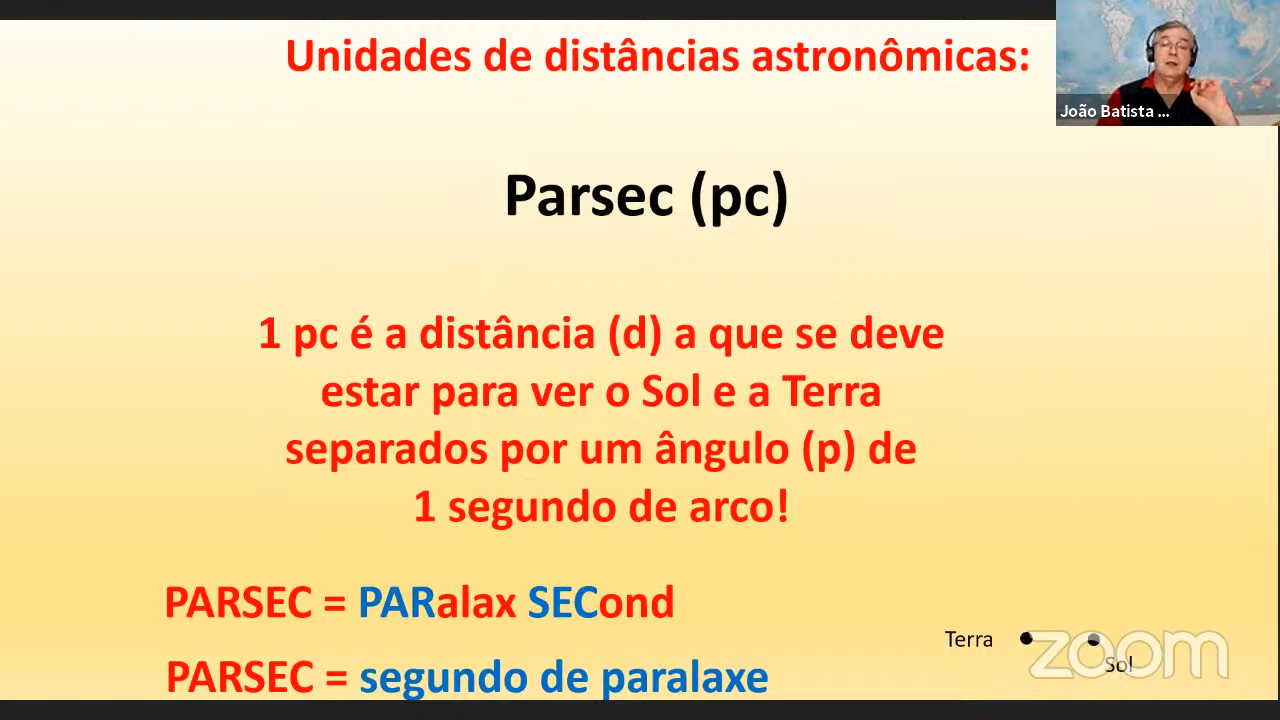 Unidades de distâncias astronômicas:
João Batista ...
Parsec (pc)
1 pc é a distância (d) a que se deve
estar para ver o Sol e a Terra
separados por um ângulo (p) de
1 segundo de arco!
PARSEC = PARalax SECond
Terra
zoom
Sol
PARSEC = segundo de paralaxe